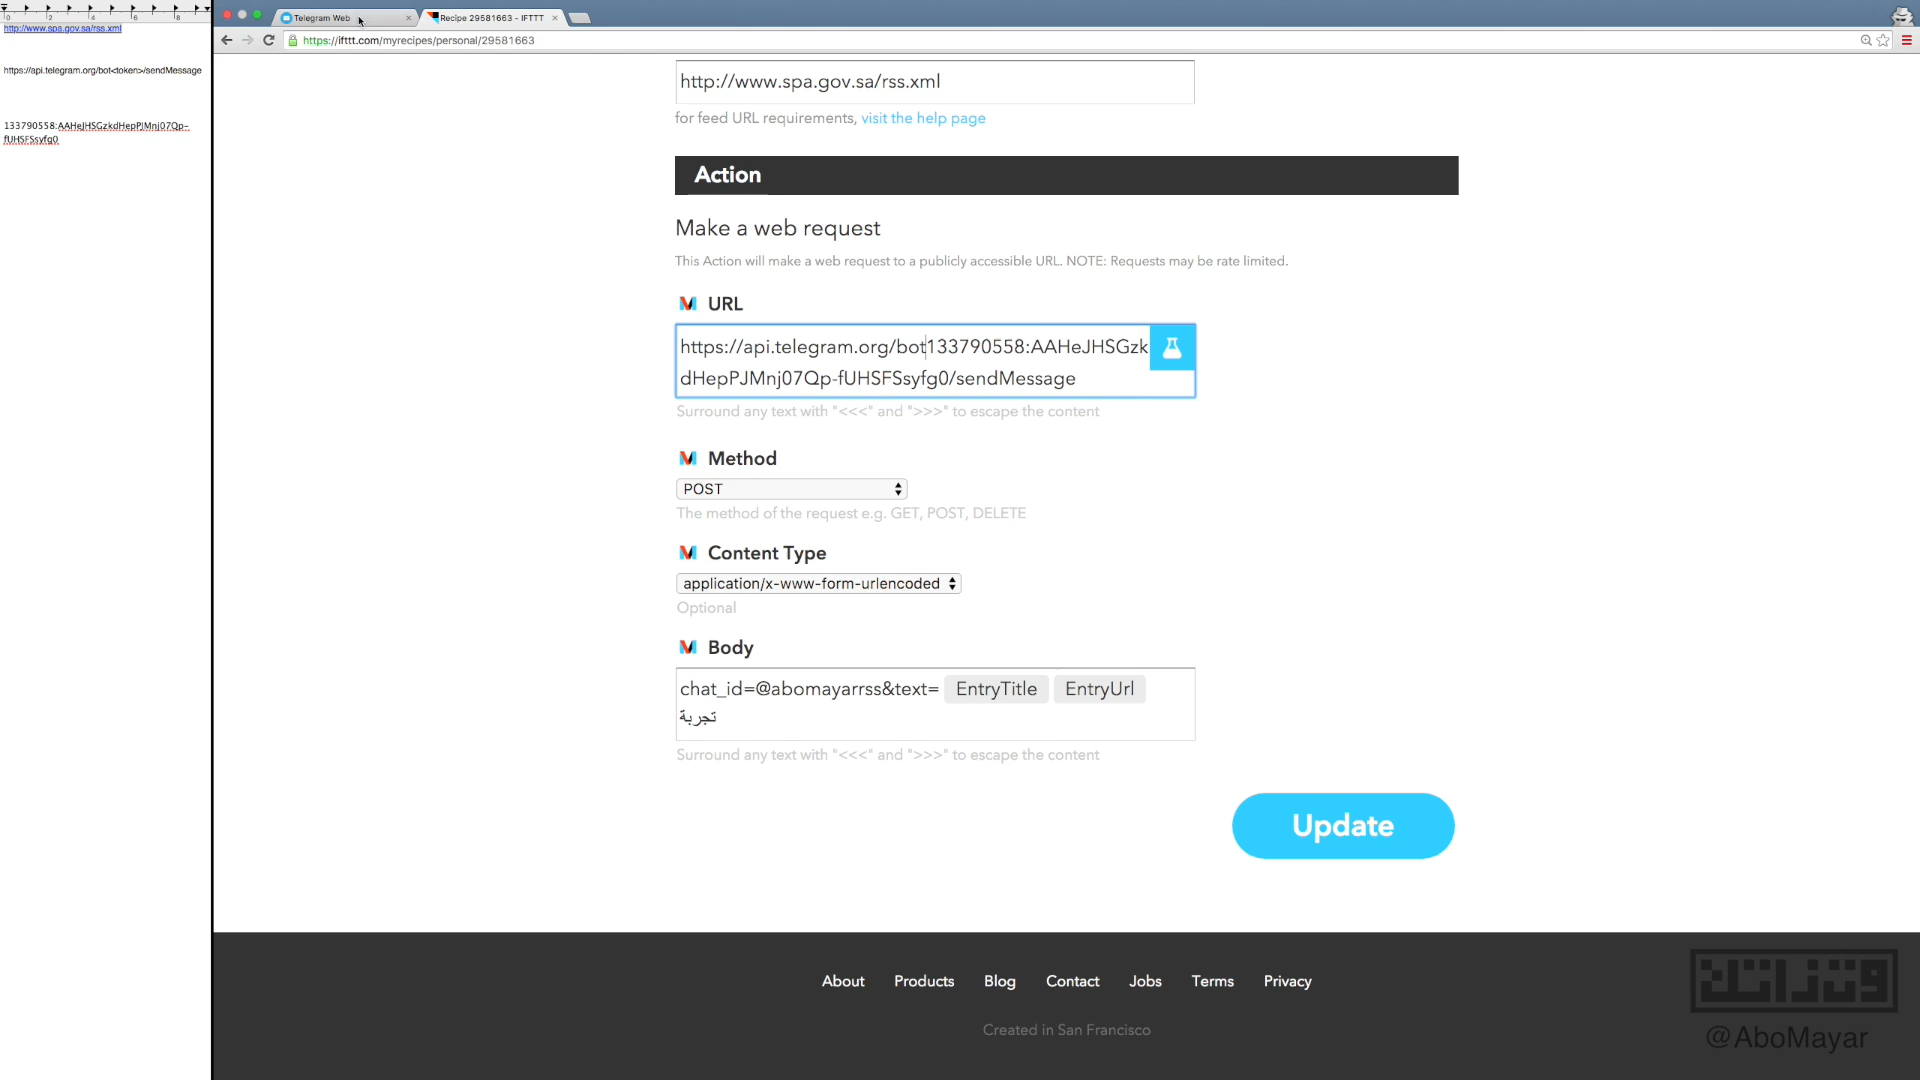 0 2 4 6 8
http://www.spa.gov.sa/rss.xml
https://api.telegram.org/bot<token>/sendMessage
133790558:AAHeJHSGzkdHepPJMnj07Qp-
fUHSFSsyfg0
Telegram Web
Recipe 29581663 - IFTTT
https://ifttt.com/myrecipes/personal/29581663
http://www.spa.gov.sa/rss.xml
for feed URL requirements, visit the help page
Action
Make a web request
This Action will make a web request to a publicly accessible URL. NOTE: Requests may be rate limited.
URL
https://api.telegram.org/bot133790558:AAHeJHSGzk
dHepPJMnj07Qp-fUHSFSsyfg0/sendMessage
Surround any text with "<<<" and ">>>" to escape the content
Method
POST
The method of the request e.g. GET, POST, DELETE
Content Type
application/x-www-form-urlencoded
Optional
Body
chat_id=@abomayarrss&text= EntryTitle EntryUrl
تجربة
Surround any text with "<<<" and ">>>" to escape the content
Update
About Products Blog Contact Jobs Terms Privacy
Created in San Francisco
@AboMayar